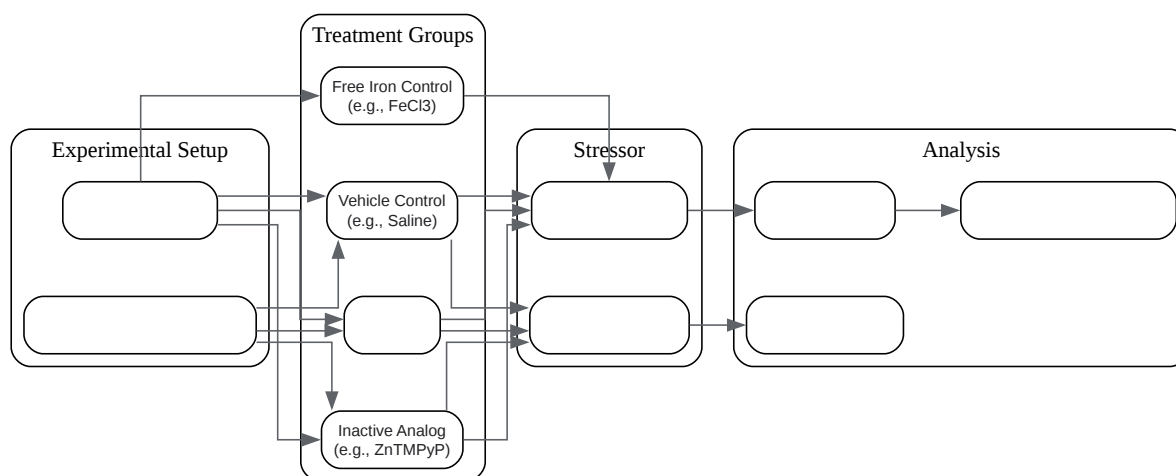 Treatment Groups
Free Iron Control
(e.g., FeCl3)
Experimental Setup
Stressor
Analysis
Vehicle Control
(e.g., Saline)
Inactive Analog
(e.g., ZnTMPyP)